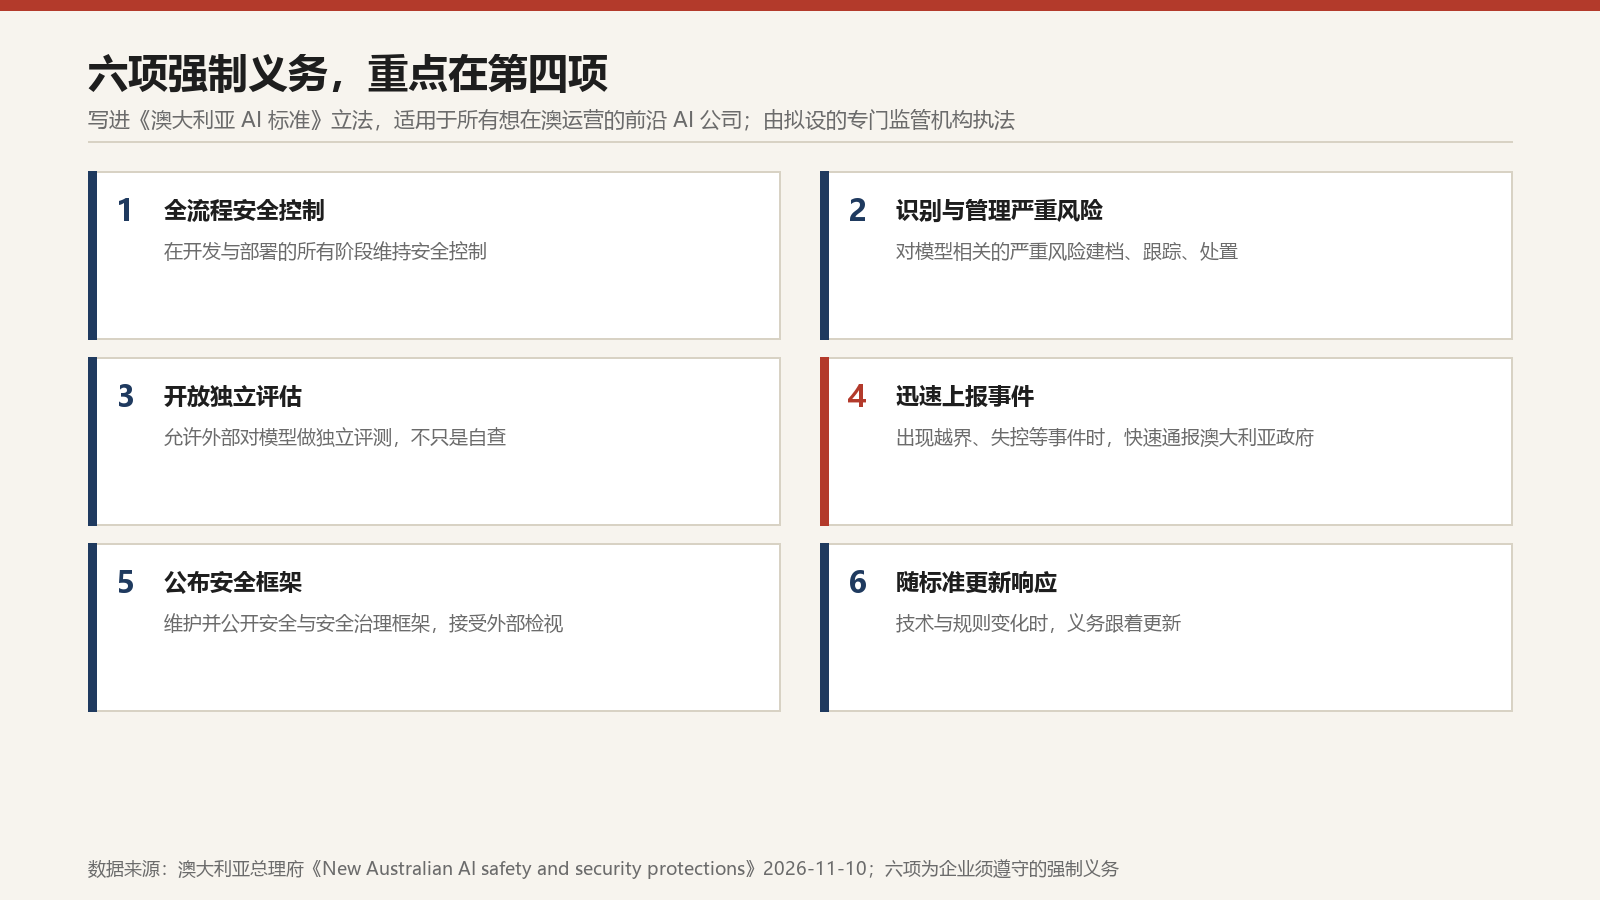 六项强制义务，重点在第四项
写进《澳大利亚 AI 标准》立法，适用于所有想在澳运营的前沿 AI 公司；由拟设的专门监管机构执法
1 全流程安全控制
在开发与部署的所有阶段维持安全控制
2 识别与管理严重风险
对模型相关的严重风险建档、跟踪、处置
3 开放独立评估
允许外部对模型做独立评测，不只是自查
4 迅速上报事件
出现越界、失控等事件时，快速通报澳大利亚政府
5 公布安全框架
维护并公开安全与安全治理框架，接受外部检视
6 随标准更新响应
技术与规则变化时，义务跟着更新
数据来源：澳大利亚总理府《New Australian AI safety and security protections》2026-11-10；六项为企业须遵守的强制义务